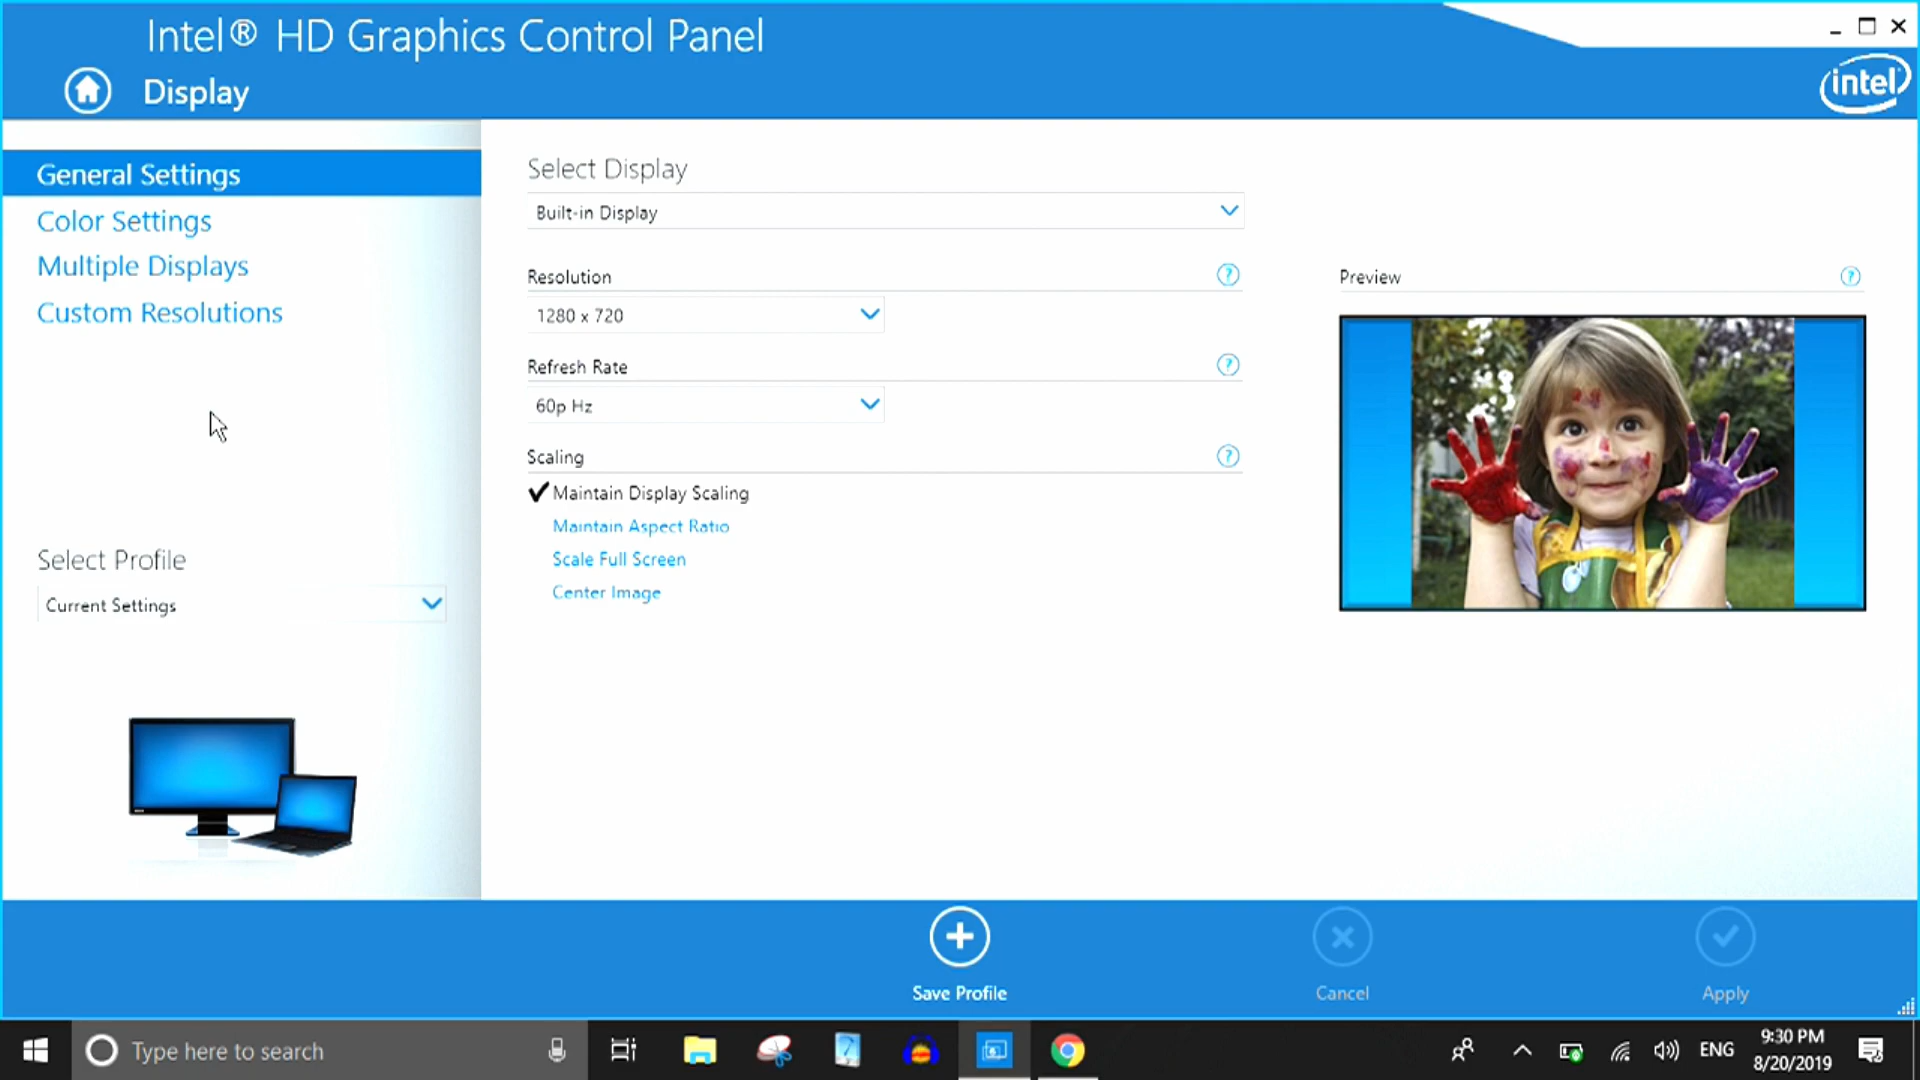 Intel® HD Graphics Control Panel
Display
intel
General Settings
Color Settings
Multiple Displays
Custom Resolutions
Select Profile
Current Settings
Select Display
Built-in Display
Resolution
?
1280 x 720
Refresh Rate
?
60p Hz
Scaling
?
Maintain Display Scaling
Maintain Aspect Ratio
Scale Full Screen
Center Image
Preview
?
Save Profile
Cancel
Apply
Type here to search
ENG
9:30 PM
8/20/2019